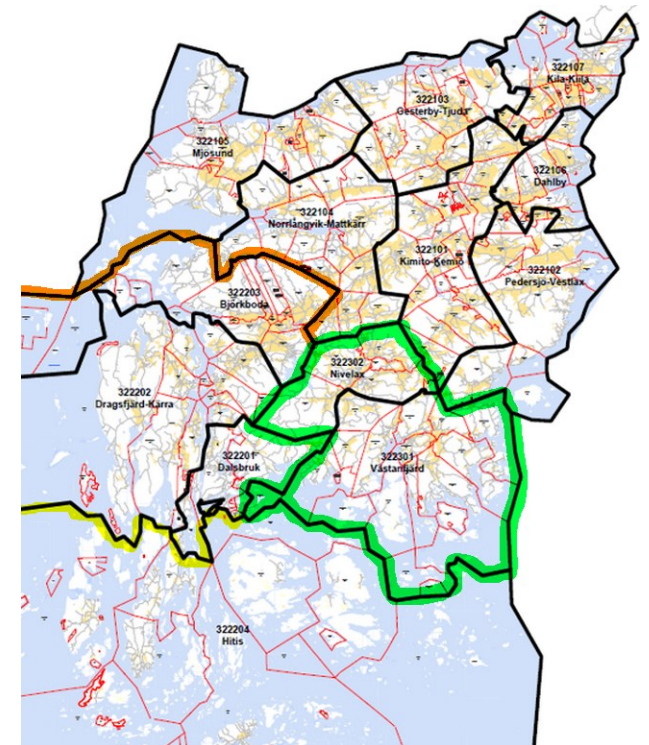 322107
Kila-Kiila
322103
Gesterby-Tjuda
322105
Mjösund
322106
Dahlby
322104
Norrlångvik-Mattkärr
322101
Kimito-Kemiö
322102
Pedersjö-Vestlax
322203
Björkboda
322302
Nivelax
322202
Dragsfjärd-Kärra
322201
Dalsbruk
322301
Västanfjärd
322204
Hitis